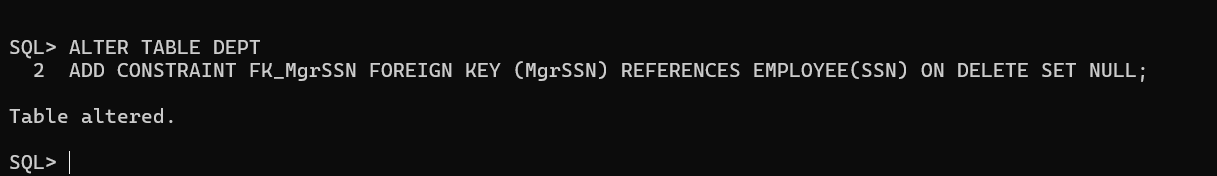 SQL> ALTER TABLE DEPT
  2  ADD CONSTRAINT FK_MgrSSN FOREIGN KEY (MgrSSN) REFERENCES EMPLOYEE(SSN) ON DELETE SET NULL;
Table altered.
SQL>